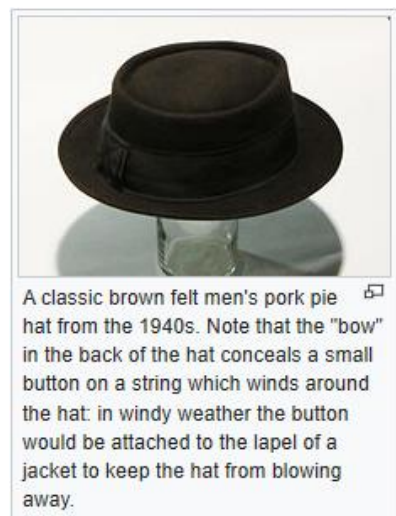 A classic brown felt men's pork pie
hat from the 1940s. Note that the "bow"
in the back of the hat conceals a small
button on a string which winds around
the hat: in windy weather the button
would be attached to the lapel of a
jacket to keep the hat from blowing
away.